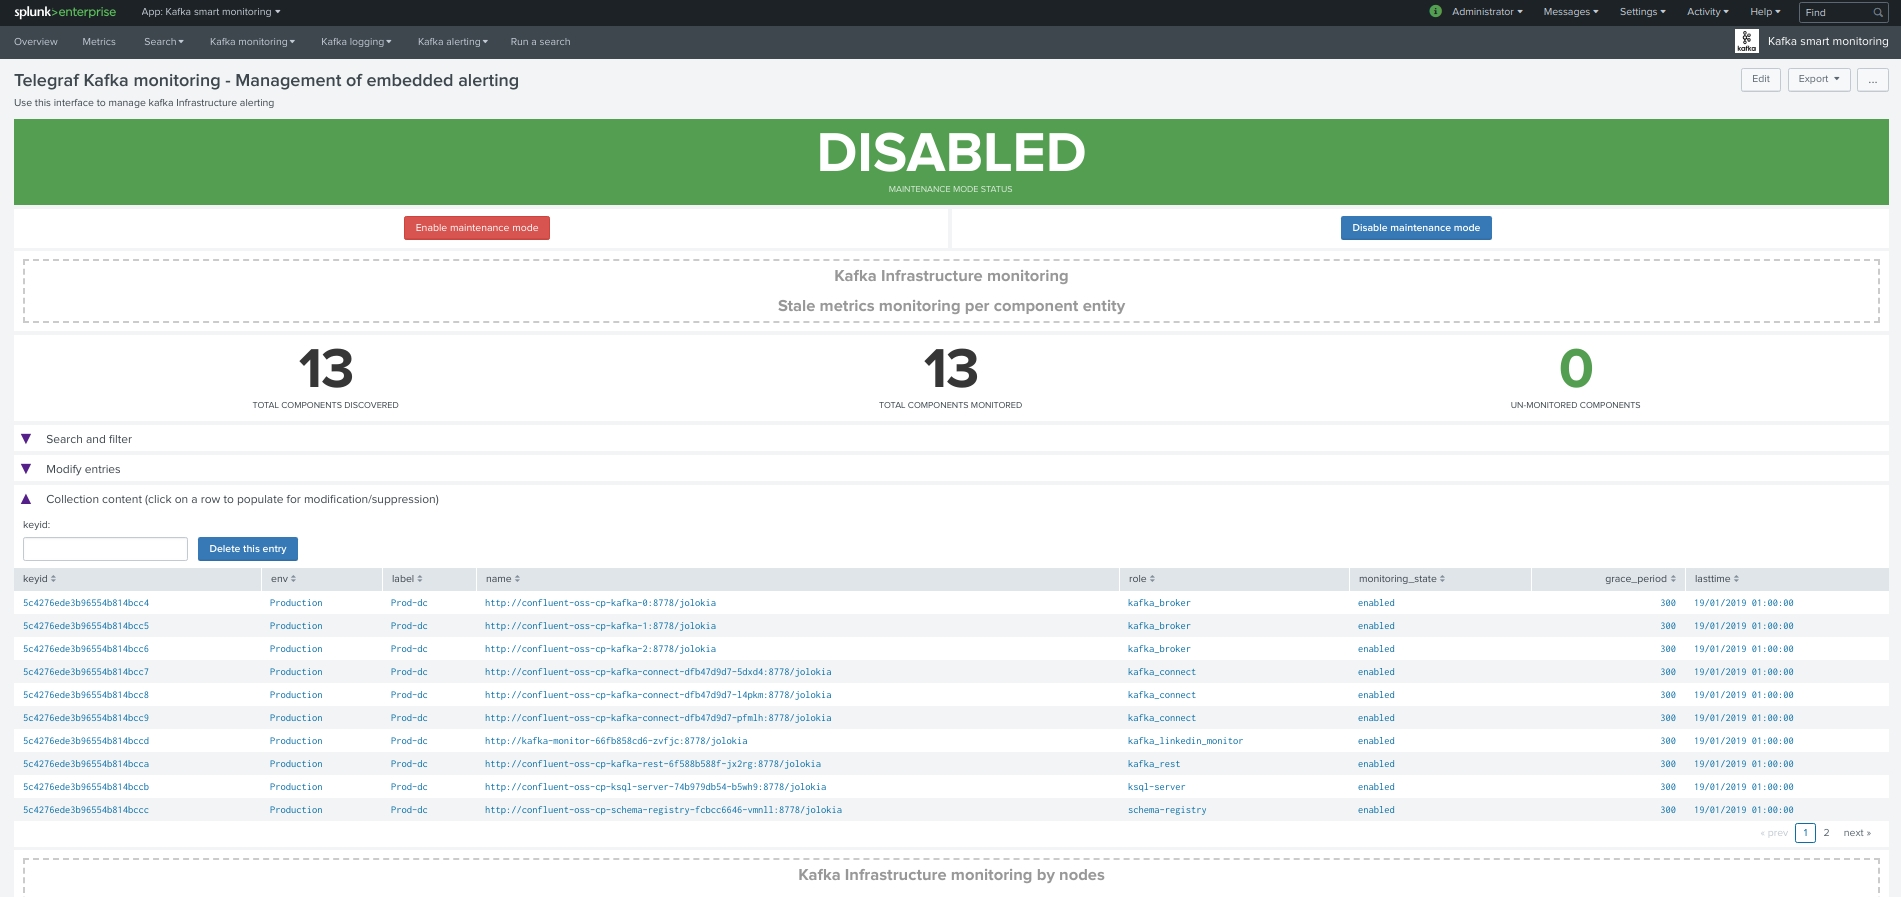 splunk>enterprise App: Kafka smart monitoring Administrator Messages Settings Activity Help Find
Overview Metrics Search Kafka monitoring Kafka logging Kafka alerting Run a search kafka Kafka smart monitoring
Telegraf Kafka monitoring - Management of embedded alerting Edit Export ...
Use this interface to manage kafka Infrastructure alerting
DISABLED
MAINTENANCE MODE STATUS
Enable maintenance mode Disable maintenance mode
Kafka Infrastructure monitoring
Stale metrics monitoring per component entity
13 13 0
TOTAL COMPONENTS DISCOVERED TOTAL COMPONENTS MONITORED UN-MONITORED COMPONENTS
Search and filter
Modify entries
Collection content (click on a row to populate for modification/suppression)
keyid:
Delete this entry
keyid env label name role monitoring_state grace_period lasttime
5c4276ede3b96554b814bcc4 Production Prod-dc http://confluent-oss-cp-kafka-0:8778/jolokia kafka_broker enabled 300 19/01/2019 01:00:00
5c4276ede3b96554b814bcc5 Production Prod-dc http://confluent-oss-cp-kafka-1:8778/jolokia kafka_broker enabled 300 19/01/2019 01:00:00
5c4276ede3b96554b814bcc6 Production Prod-dc http://confluent-oss-cp-kafka-2:8778/jolokia kafka_broker enabled 300 19/01/2019 01:00:00
5c4276ede3b96554b814bcc7 Production Prod-dc http://confluent-oss-cp-kafka-connect-dfb47d9d7-5dxd4:8778/jolokia kafka_connect enabled 300 19/01/2019 01:00:00
5c4276ede3b96554b814bcc8 Production Prod-dc http://confluent-oss-cp-kafka-connect-dfb47d9d7-l4pkm:8778/jolokia kafka_connect enabled 300 19/01/2019 01:00:00
5c4276ede3b96554b814bcc9 Production Prod-dc http://confluent-oss-cp-kafka-connect-dfb47d9d7-pfmlh:8778/jolokia kafka_connect enabled 300 19/01/2019 01:00:00
5c4276ede3b96554b814bccd Production Prod-dc http://kafka-monitor-66fb858cd6-zvfjc:8778/jolokia kafka_linkedin_monitor enabled 300 19/01/2019 01:00:00
5c4276ede3b96554b814bcca Production Prod-dc http://confluent-oss-cp-kafka-rest-6f588b588f-jx2rg:8778/jolokia kafka_rest enabled 300 19/01/2019 01:00:00
5c4276ede3b96554b814bccb Production Prod-dc http://confluent-oss-cp-ksql-server-74b979db54-b5wh9:8778/jolokia ksql-server enabled 300 19/01/2019 01:00:00
5c4276ede3b96554b814bccc Production Prod-dc http://confluent-oss-cp-schema-registry-fcbcc6646-vmnll:8778/jolokia schema-registry enabled 300 19/01/2019 01:00:00
« prev 1 2 next »
Kafka Infrastructure monitoring by nodes